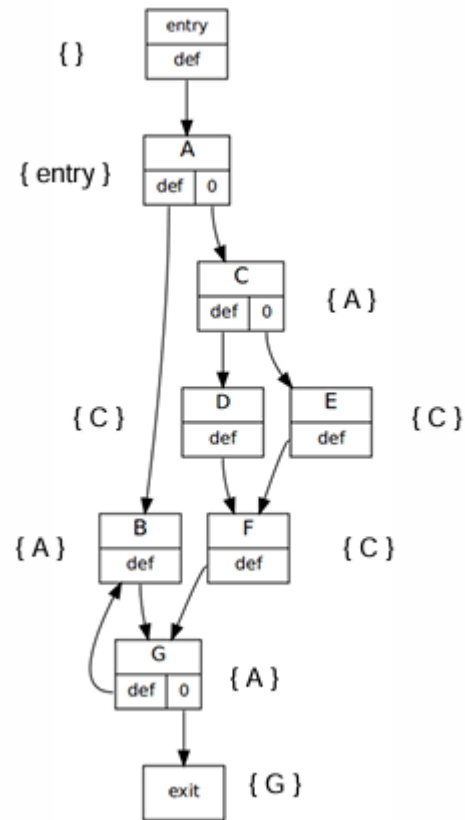 entry
{ }
def
A
{ entry }
def 0
C
{ A }
def 0
D E
{ C } { C }
def def
B F
{ A } { C }
def def
G
{ A }
def 0
exit { G }